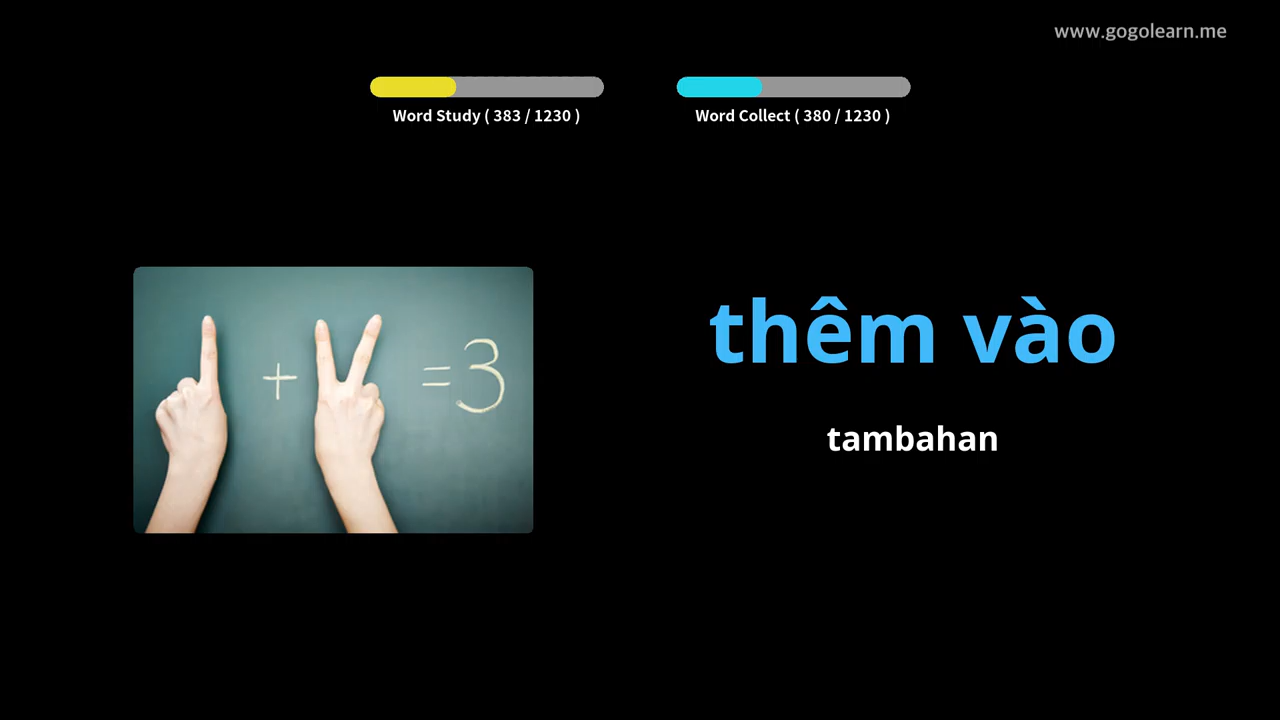 www.gogolearn.me
Word Study ( 383 / 1230 )
Word Collect ( 380 / 1230 )
+ = 3
thêm vào
tambahan